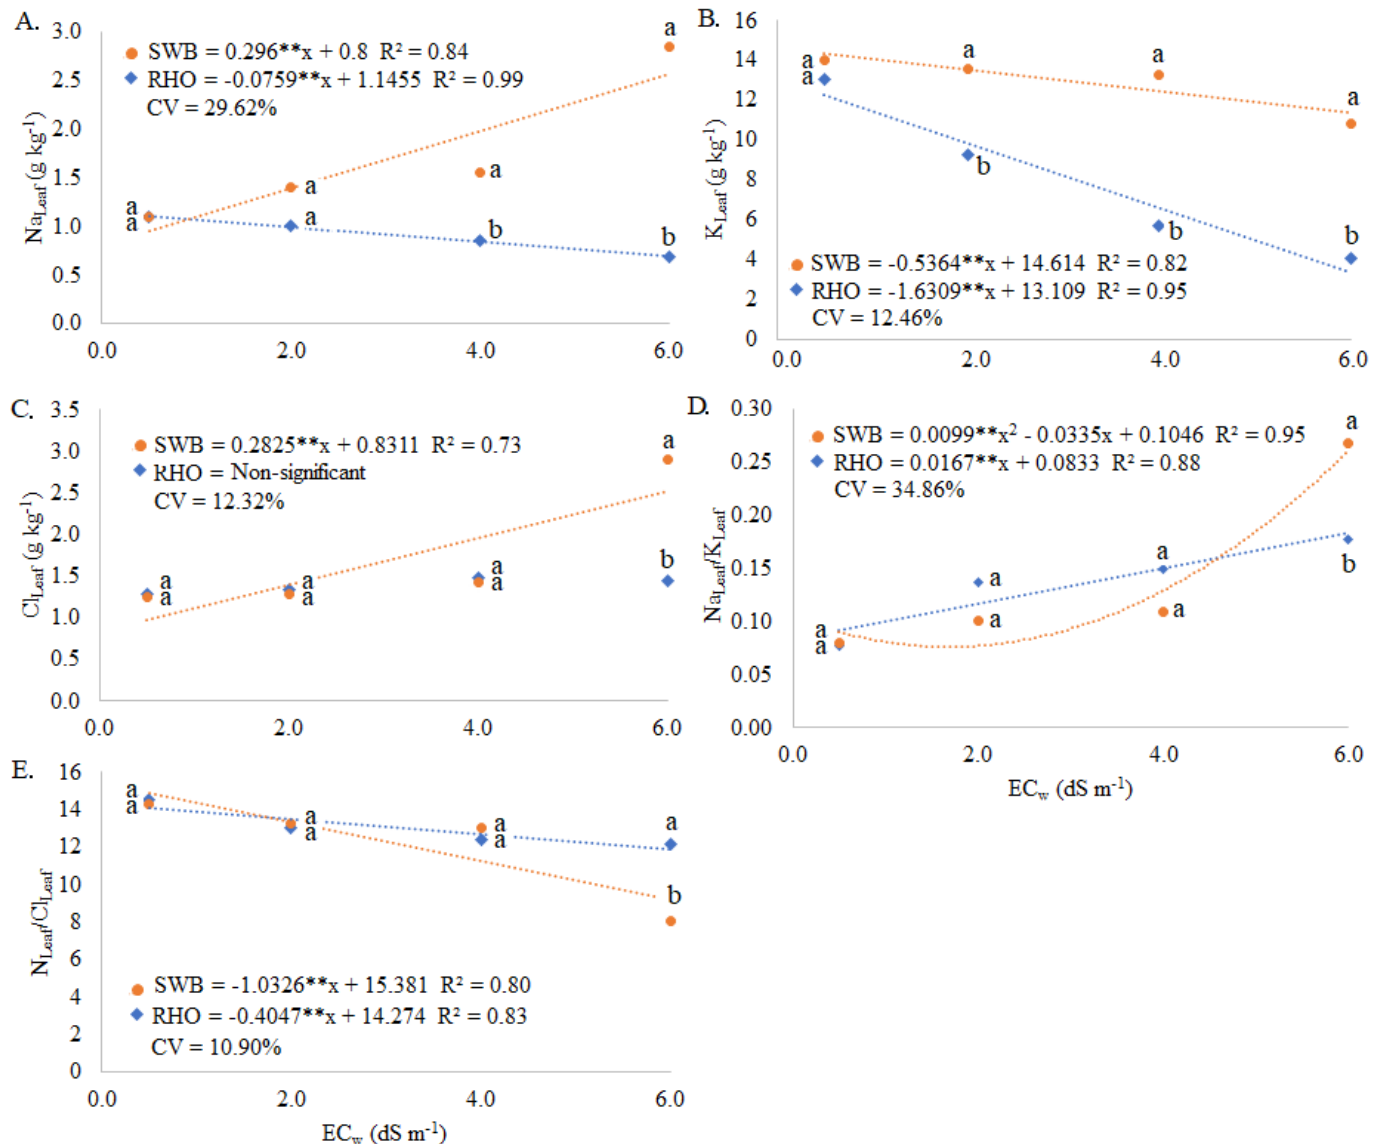 A.
3.0
2.5
2.0
1.5
1.0
0.5
0.0
Na_Leaf (g kg⁻¹)
SWB = 0.296**x + 0.8 R² = 0.84
RHO = -0.0759**x + 1.1455 R² = 0.99
CV = 29.62%
a
a
a
a
a
b
a
b
a
0.0 2.0 4.0 6.0
B.
16
14
12
10
8
6
4
2
0
K_Leaf (g kg⁻¹)
a
a
a
b
a
b
a
b
SWB = -0.5364**x + 14.614 R² = 0.82
RHO = -1.6309**x + 13.109 R² = 0.95
CV = 12.46%
0.0 2.0 4.0 6.0
C.
3.5
3.0
2.5
2.0
1.5
1.0
0.5
0.0
Cl_Leaf (g kg⁻¹)
SWB = 0.2825**x + 0.8311 R² = 0.73
RHO = Non-significant
CV = 12.32%
a
a
a
a
a
a
a
b
0.0 2.0 4.0 6.0
D.
0.30
0.25
0.20
0.15
0.10
0.05
0.00
Na_Leaf/K_Leaf
SWB = 0.0099**x² - 0.0335x + 0.1046 R² = 0.95
RHO = 0.0167**x + 0.0833 R² = 0.88
CV = 34.86%
a
a
a
a
a
a
a
b
0.0 2.0 4.0 6.0
EC_w (dS m⁻¹)
E.
16
14
12
10
8
6
4
2
0
N_Leaf/Cl_Leaf
a
a
a
a
a
a
a
b
SWB = -1.0326**x + 15.381 R² = 0.80
RHO = -0.4047**x + 14.274 R² = 0.83
CV = 10.90%
0.0 2.0 4.0 6.0
EC_w (dS m⁻¹)